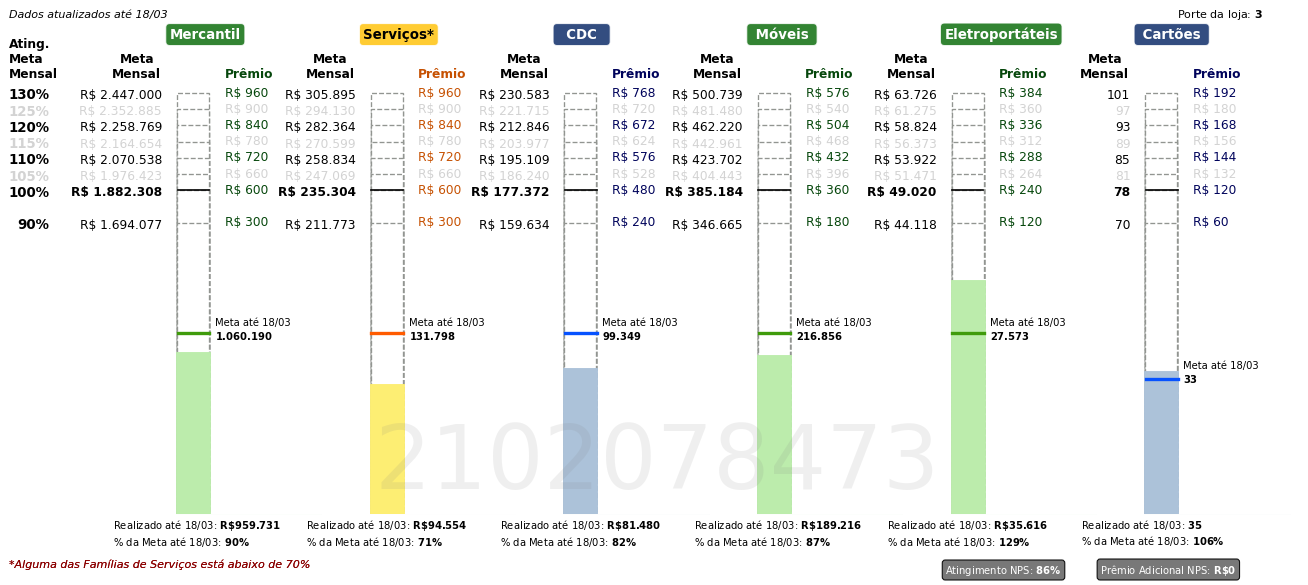 Dados atualizados até 18/03 Porte da loja: 3
Mercantil Serviços* CDC Móveis Eletroportáteis Cartões
Ating. Meta Mensal Meta Mensal Prêmio Meta Mensal Prêmio Meta Mensal Prêmio Meta Mensal Prêmio Meta Mensal Prêmio Meta Mensal Prêmio
130% R$ 2.447.000 R$ 960 R$ 305.895 R$ 960 R$ 230.583 R$ 768 R$ 500.739 R$ 576 R$ 63.726 R$ 384 101 R$ 192
125% R$ 2.352.885 R$ 900 R$ 294.130 R$ 900 R$ 221.715 R$ 720 R$ 481.480 R$ 540 R$ 61.275 R$ 360 97 R$ 180
120% R$ 2.258.769 R$ 840 R$ 282.364 R$ 840 R$ 212.846 R$ 672 R$ 462.220 R$ 504 R$ 58.824 R$ 336 93 R$ 168
115% R$ 2.164.654 R$ 780 R$ 270.599 R$ 780 R$ 203.977 R$ 624 R$ 442.961 R$ 468 R$ 56.373 R$ 312 89 R$ 156
110% R$ 2.070.538 R$ 720 R$ 258.834 R$ 720 R$ 195.109 R$ 576 R$ 423.702 R$ 432 R$ 53.922 R$ 288 85 R$ 144
105% R$ 1.976.423 R$ 660 R$ 247.069 R$ 660 R$ 186.240 R$ 528 R$ 404.443 R$ 396 R$ 51.471 R$ 264 81 R$ 132
100% R$ 1.882.308 R$ 600 R$ 235.304 R$ 600 R$ 177.372 R$ 480 R$ 385.184 R$ 360 R$ 49.020 R$ 240 78 R$ 120
90% R$ 1.694.077 R$ 300 R$ 211.773 R$ 300 R$ 159.634 R$ 240 R$ 346.665 R$ 180 R$ 44.118 R$ 120 70 R$ 60
Meta até 18/03 Meta até 18/03 Meta até 18/03 Meta até 18/03 Meta até 18/03
1.060.190 131.798 99.349 216.856 27.573
Meta até 18/03
33
2102078473
Realizado até 18/03: R$959.731 Realizado até 18/03: R$94.554 Realizado até 18/03: R$81.480 Realizado até 18/03: R$189.216 Realizado até 18/03: R$35.616 Realizado até 18/03: 35
% da Meta até 18/03: 90% % da Meta até 18/03: 71% % da Meta até 18/03: 82% % da Meta até 18/03: 87% % da Meta até 18/03: 129% % da Meta até 18/03: 106%
*Alguma das Famílias de Serviços está abaixo de 70% Atingimento NPS: 86% Prêmio Adicional NPS: R$0